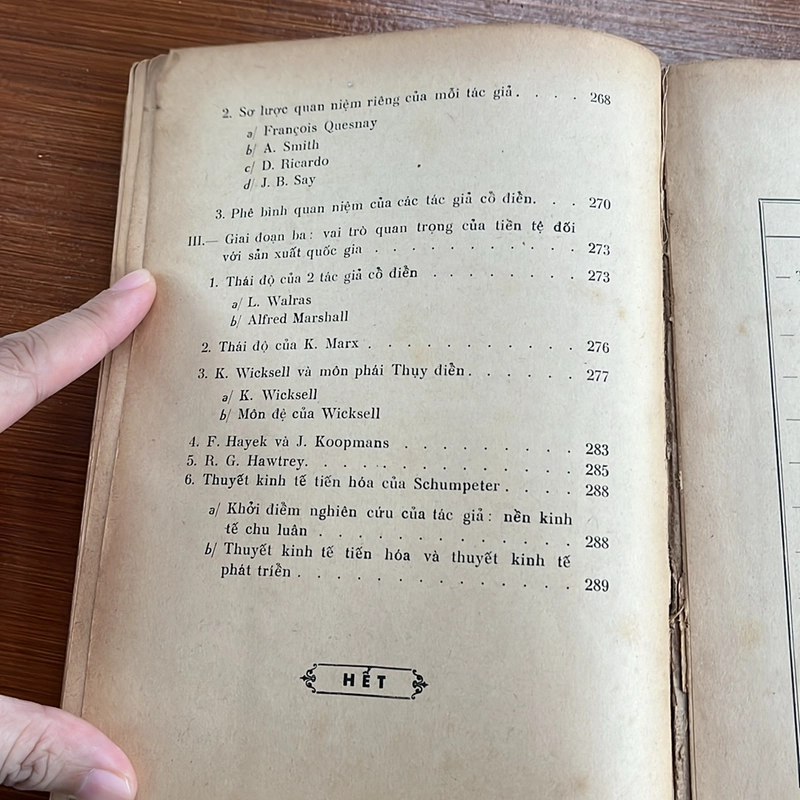 2. Sơ lược quan niệm riêng của mỗi tác giả. . . . 268
a/ François Quesnay
b/ A. Smith
c/ D. Ricardo
d/ J. B. Say
3. Phê bình quan niệm của các tác giả cổ điển. . . 270
III.— Giai đoạn ba: vai trò quan trọng của tiền tệ đối
với sản xuất quốc gia . . . . . . . . . . 273
1. Thái độ của 2 tác giả cổ điển . . . . . . . . 273
a/ L. Walras
b/ Alfred Marshall
2. Thái độ của K. Marx . . . . . . . . . . . 276
3. K. Wicksell và môn phái Thụy điển. . . . . . 277
a/ K. Wicksell
b/ Môn đệ của Wicksell
4. F. Hayek và J. Koopmans . . . . . . . . . 283
5. R. G. Hawtrey. . . . . . . . . . . . . . 285
6. Thuyết kinh tế tiến hóa của Schumpeter . . . . 288
a/ Khởi điểm nghiên cứu của tác giả: nền kinh
tế chu luân . . . . . . . . . . . . . 288
b/ Thuyết kinh tế tiến hóa và thuyết kinh tế
phát triển . . . . . . . . . . . . . . 289
HẾT